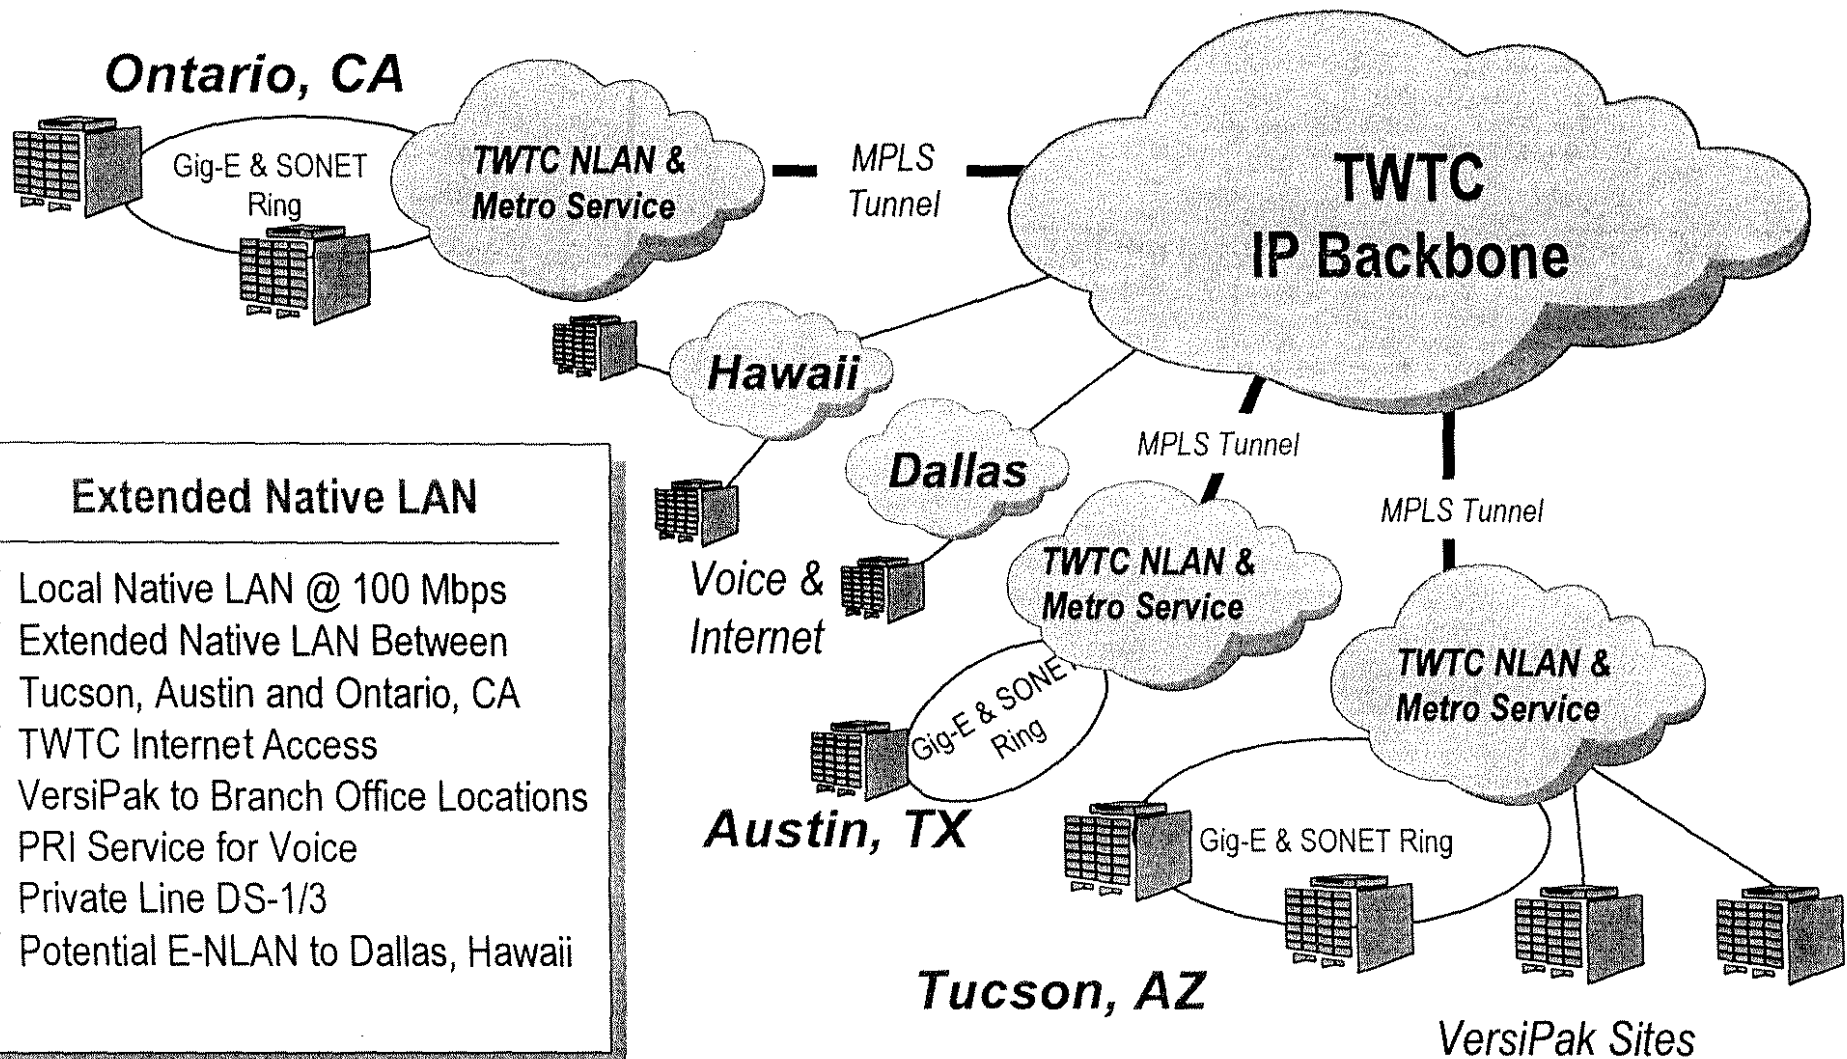 Ontario, CA
Gig-E & SONET
Ring
TWTC NLAN &
Metro Service
MPLS
Tunnel
TWTC
IP Backbone
Hawaii
Dallas
Voice &
Internet
MPLS Tunnel
MPLS Tunnel
TWTC NLAN &
Metro Service
Gig-E & SONET
Ring
Austin, TX
TWTC NLAN &
Metro Service
Gig-E & SONET Ring
Tucson, AZ
VersiPak Sites
Extended Native LAN
Local Native LAN @ 100 Mbps
Extended Native LAN Between
Tucson, Austin and Ontario, CA
TWTC Internet Access
VersiPak to Branch Office Locations
PRI Service for Voice
Private Line DS-1/3
Potential E-NLAN to Dallas, Hawaii